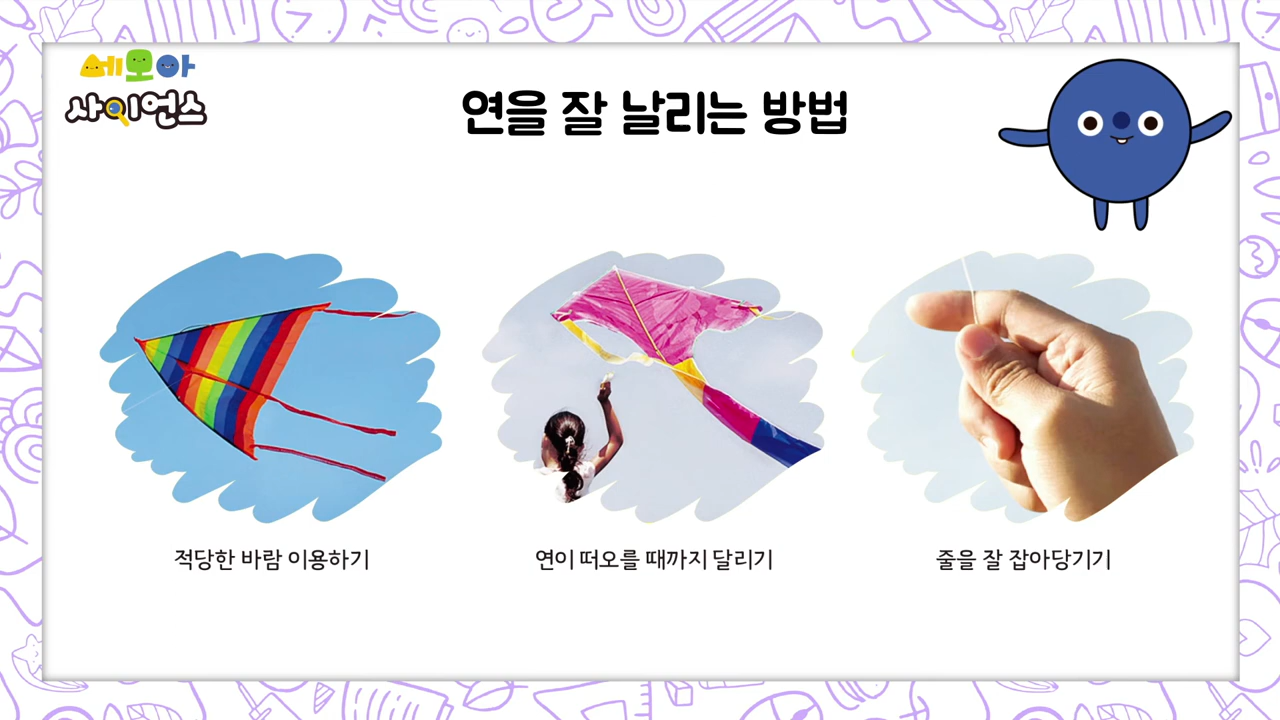 세모아
사이언스
연을 잘 날리는 방법
적당한 바람 이용하기
연이 떠오를 때까지 달리기
줄을 잘 잡아당기기